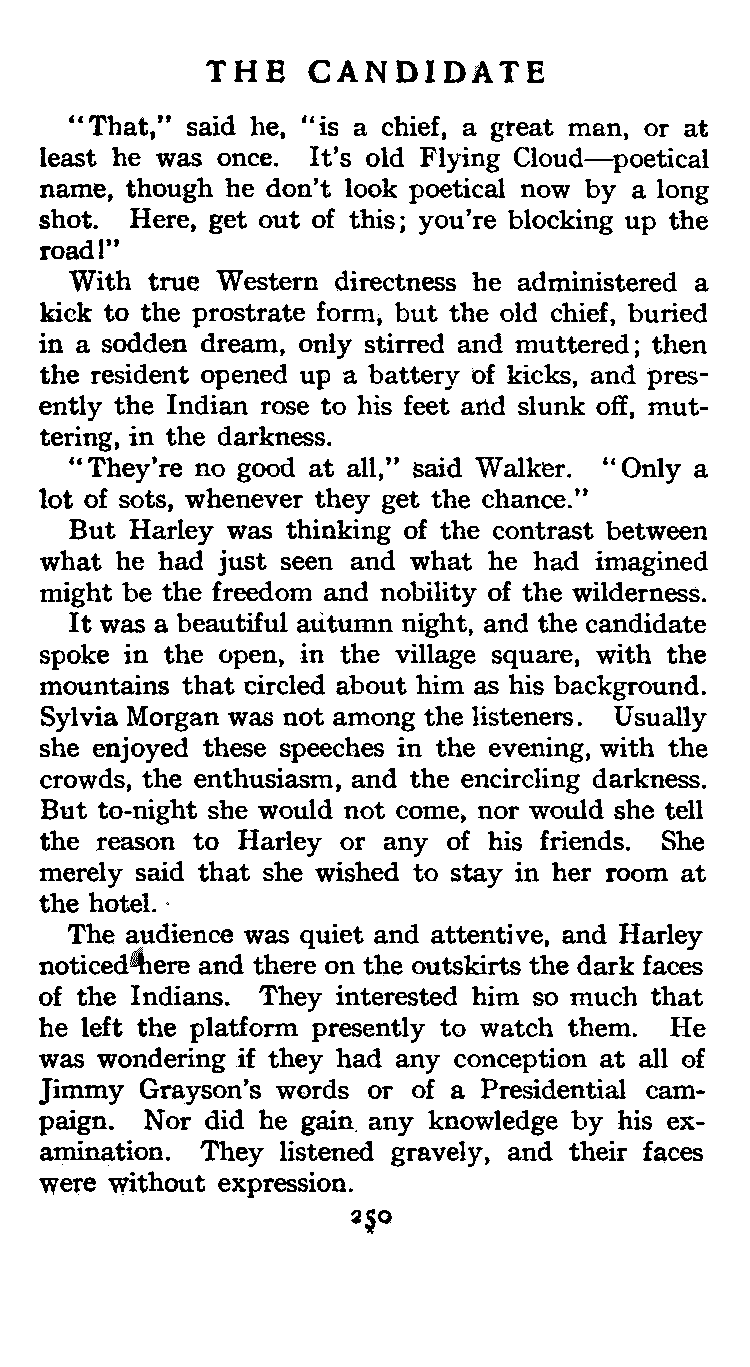 THE CANDIDATE
"That," said he, "is a chief, a great man, or at
least he was once. It's old Flying Cloud—poetical
name, though he don't look poetical now by a long
shot. Here, get out of this; you're blocking up the
road!"
With true Western directness he administered a
kick to the prostrate form, but the old chief, buried
in a sodden dream, only stirred and muttered; then
the resident opened up a battery of kicks, and pres-
ently the Indian rose to his feet and slunk off, mut-
tering, in the darkness.
"They're no good at all," said Walker. "Only a
lot of sots, whenever they get the chance."
But Harley was thinking of the contrast between
what he had just seen and what he had imagined
might be the freedom and nobility of the wilderness.
It was a beautiful autumn night, and the candidate
spoke in the open, in the village square, with the
mountains that circled about him as his background.
Sylvia Morgan was not among the listeners. Usually
she enjoyed these speeches in the evening, with the
crowds, the enthusiasm, and the encircling darkness.
But to-night she would not come, nor would she tell
the reason to Harley or any of his friends. She
merely said that she wished to stay in her room at
the hotel.
The audience was quiet and attentive, and Harley
noticed here and there on the outskirts the dark faces
of the Indians. They interested him so much that
he left the platform presently to watch them. He
was wondering if they had any conception at all of
Jimmy Grayson's words or of a Presidential cam-
paign. Nor did he gain any knowledge by his ex-
amination. They listened gravely, and their faces
were without expression.
250